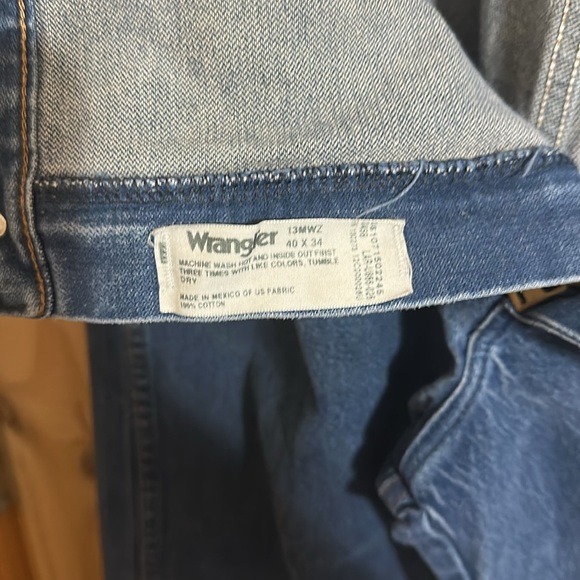 Wrangler 13MWZ
40 X 34
MACHINE WASH HOT AND INSIDE OUT FIRST
THREE TIMES WITH LIKE COLORS, TUMBLE
DRY
MADE IN MEXICO OF US FABRIC
100% COTTON